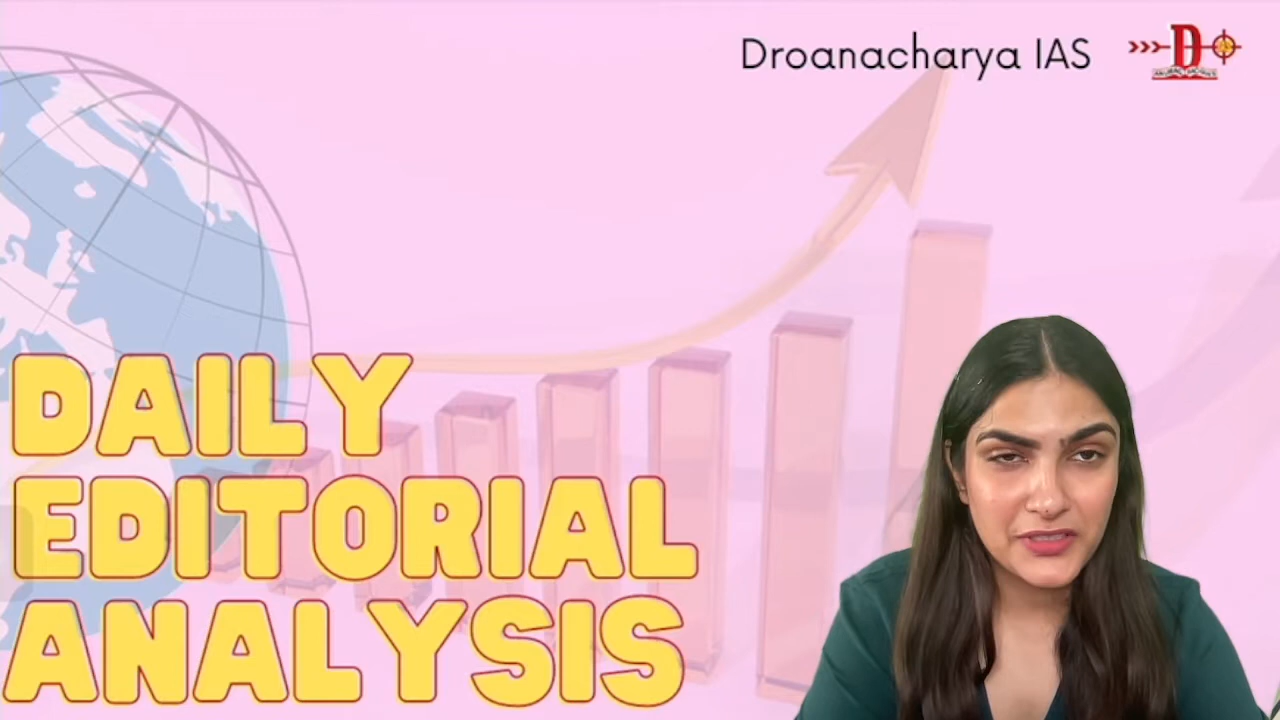 Droanacharya IAS
D
DAILY
EDITORIAL
ANALYSIS